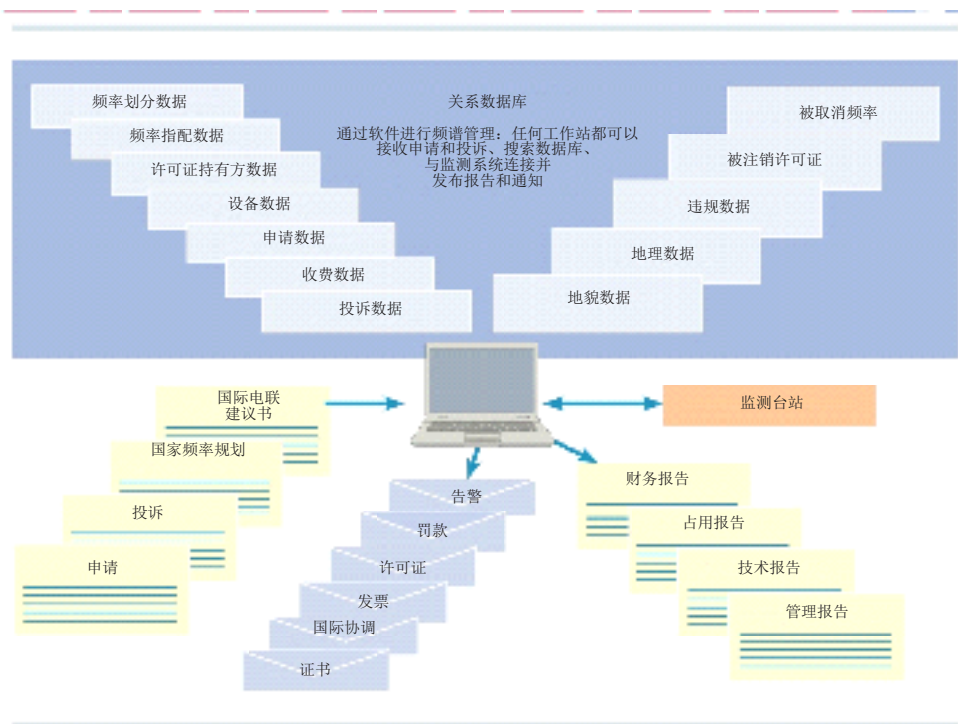 关系数据库
通过软件进行频谱管理：任何工作站都可以
接收申请和投诉、搜索数据库、
与监测系统连接并
发布报告和通知
频率划分数据
频率指配数据
许可证持有方数据
设备数据
申请数据
收费数据
投诉数据
被取消频率
被注销许可证
违规数据
地理数据
地貌数据
国际电联
建议书
国家频率规划
投诉
申请
监测台站
告警
罚款
许可证
发票
国际协调
证书
财务报告
占用报告
技术报告
管理报告